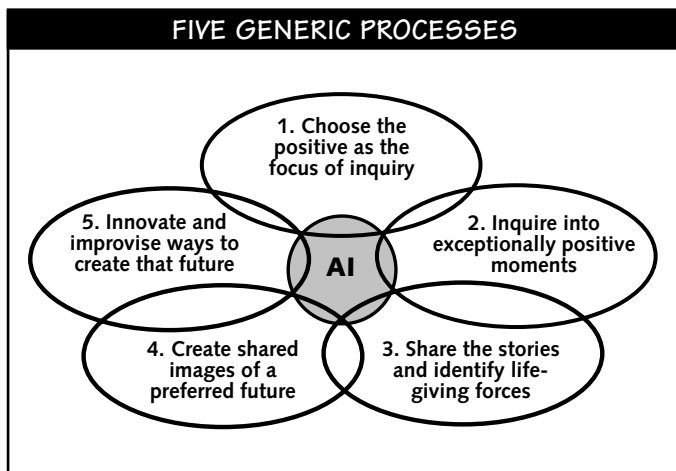 FIVE GENERIC PROCESSES
1. Choose the
positive as the
focus of inquiry
2. Inquire into
exceptionally positive
moments
3. Share the stories
and identify life-
giving forces
4. Create shared
images of a
preferred future
5. Innovate and
improvise ways to
create that future
AI